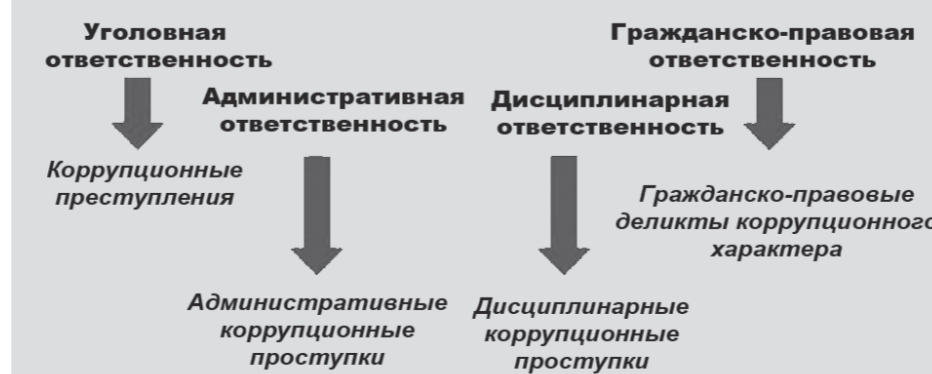 Уголовная
ответственность
Гражданско-правовая
ответственность
Административная
ответственность
Дисциплинарная
ответственность
Коррупционные
преступления
Гражданско-правовые
деликты коррупционного
характера
Административные
коррупционные
проступки
Дисциплинарные
коррупционные
проступки